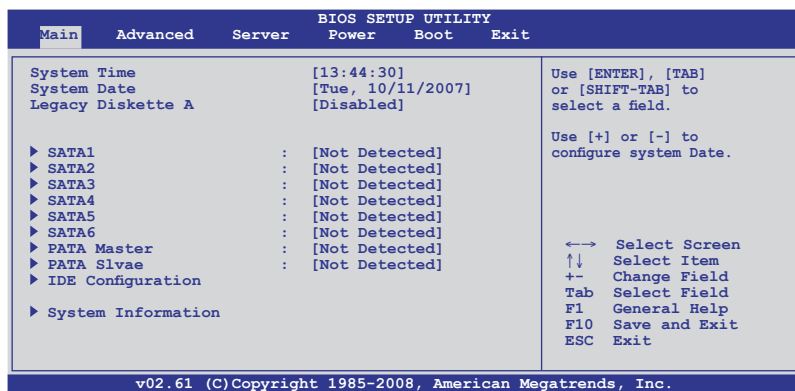 BIOS SETUP UTILITY
Main Advanced Server Power Boot Exit
System Time [13:44:30]
System Date [Tue, 10/11/2007]
Legacy Diskette A [Disabled]
SATA1 : [Not Detected]
SATA2 : [Not Detected]
SATA3 : [Not Detected]
SATA4 : [Not Detected]
SATA5 : [Not Detected]
SATA6 : [Not Detected]
PATA Master : [Not Detected]
PATA Slvae : [Not Detected]
IDE Configuration
System Information
Use [ENTER], [TAB]
or [SHIFT-TAB] to
select a field.
Use [+] or [-] to
configure system Date.
←→ Select Screen
↑↓ Select Item
+- Change Field
Tab Select Field
F1 General Help
F10 Save and Exit
ESC Exit
v02.61 (C)Copyright 1985-2008, American Megatrends, Inc.